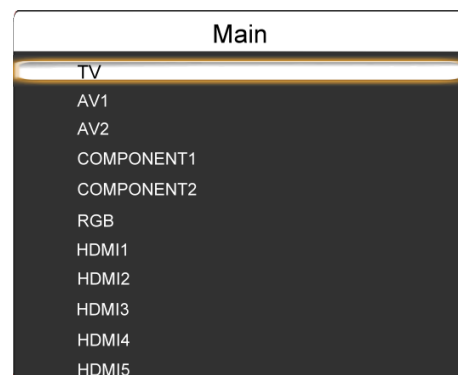 Main
TV
AV1
AV2
COMPONENT1
COMPONENT2
RGB
HDMI1
HDMI2
HDMI3
HDMI4
HDMI5